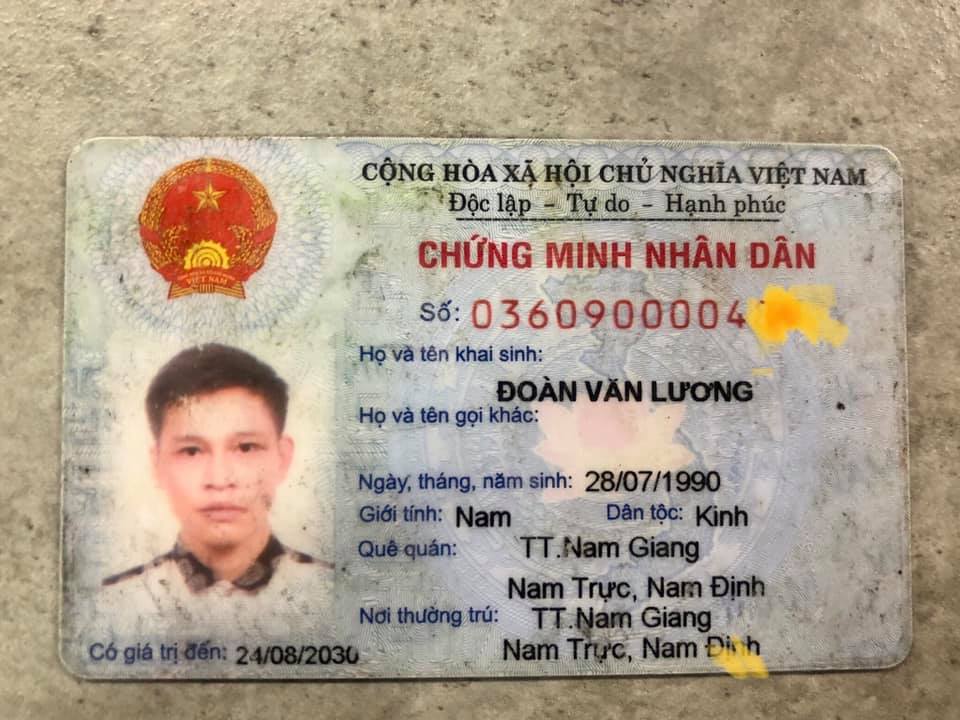 CỘNG HÒA XÃ HỘI CHỦ NGHĨA VIỆT NAM
Độc lập - Tự do - Hạnh phúc
CHỨNG MINH NHÂN DÂN
Số: 0360900004
Họ và tên khai sinh:
ĐOÀN VĂN LƯƠNG
Họ và tên gọi khác:
Ngày, tháng, năm sinh: 28/07/1990
Giới tính: Nam Dân tộc: Kinh
Quê quán: TT.Nam Giang
Nam Trực, Nam Định
Nơi thường trú: TT.Nam Giang
Nam Trực, Nam Định
Có giá trị đến: 24/08/2030
VIỆT NAM